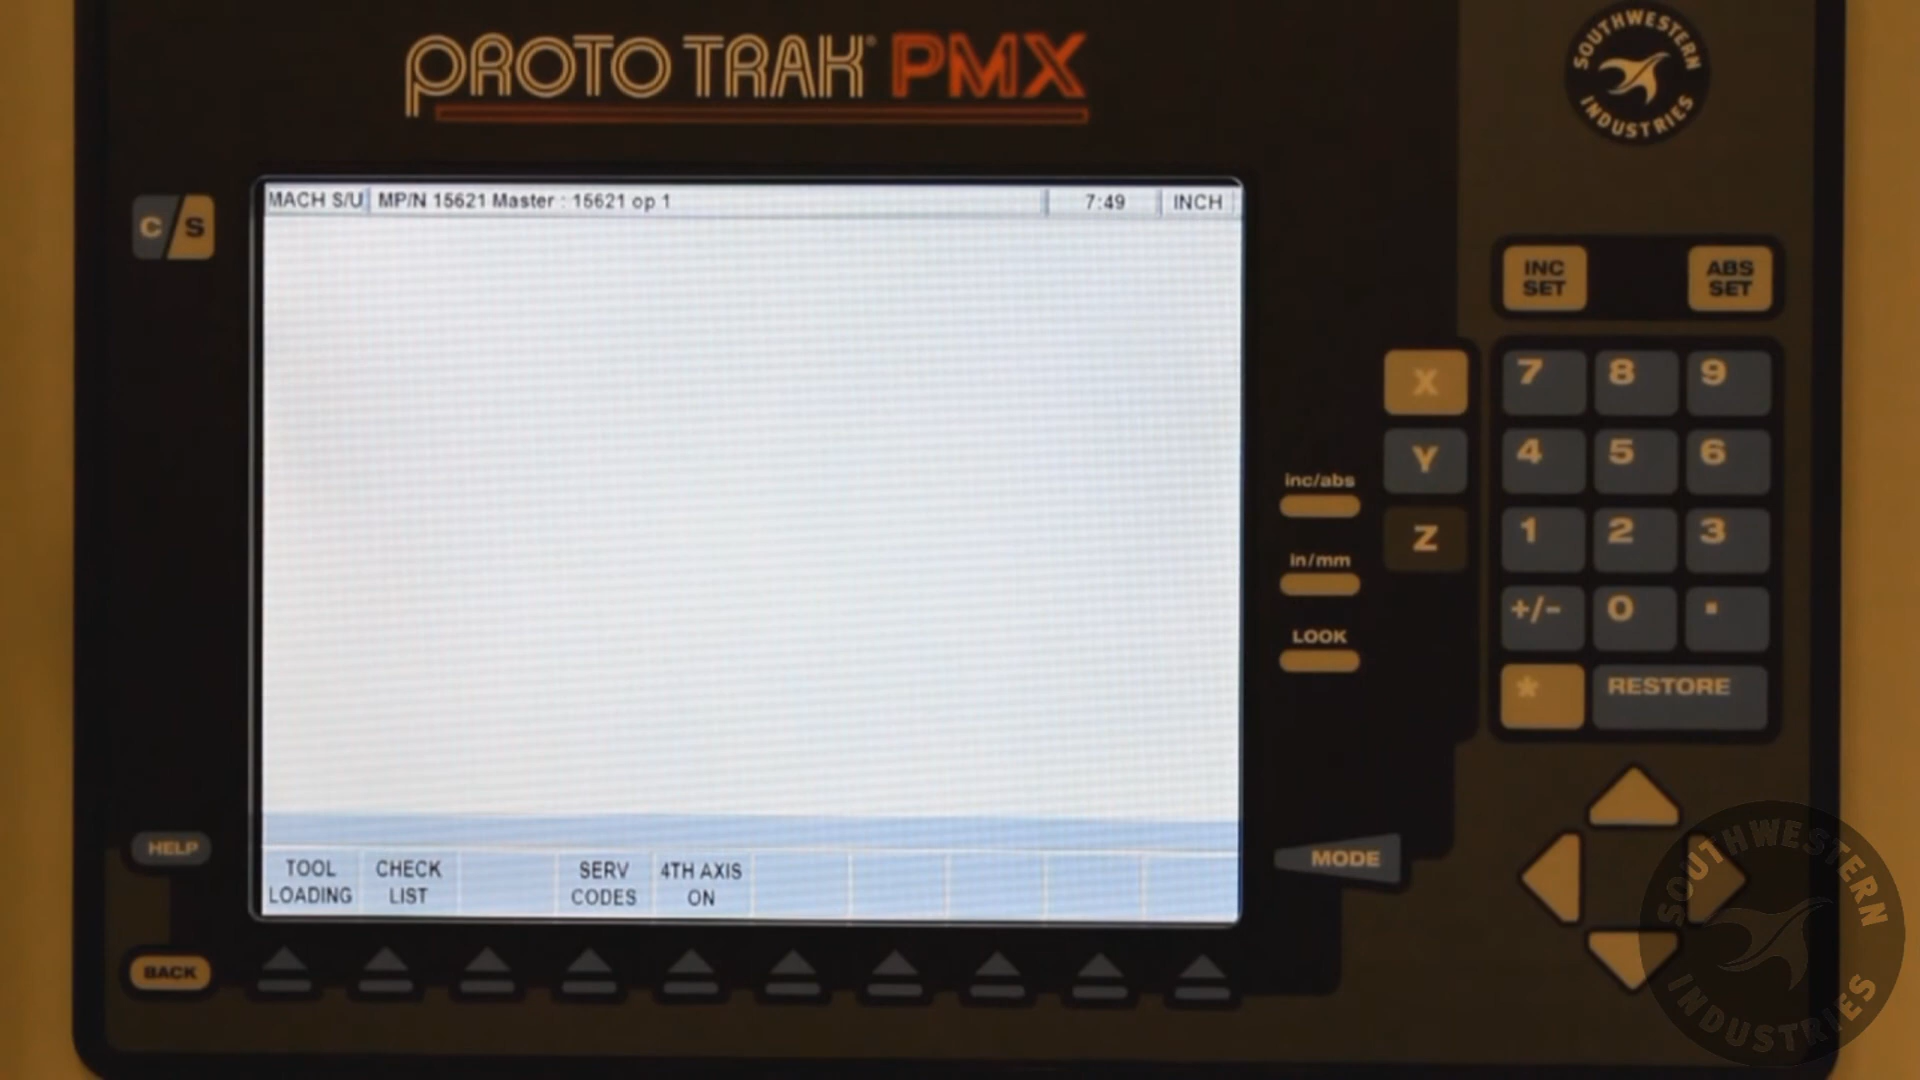 PROTO TRAK® PMX
SOUTHWESTERN
INDUSTRIES
C/S
MACH S/U
MP/N 15621 Master : 15621 op 1
7:49
INCH
INC
SET
ABS
SET
X
7
8
9
Y
4
5
6
inc/abs
Z
1
2
3
in/mm
+/-
0
.
LOOK
*
RESTORE
HELP
MODE
TOOL
LOADING
CHECK
LIST
SERV
CODES
4TH AXIS
ON
BACK
SOUTHWESTERN
INDUSTRIES